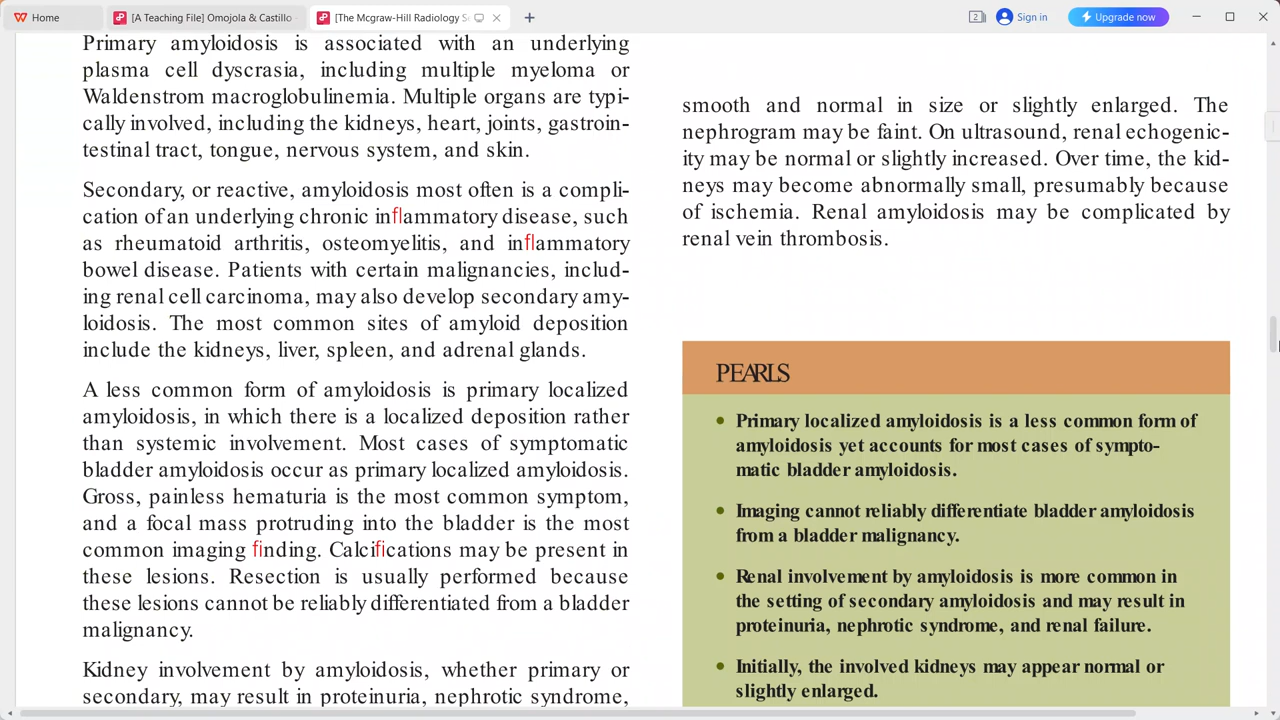 Home
[A Teaching File] Omojola & Castillo
[The Mcgraw-Hill Radiology S
2
Sign in
Upgrade now
Primary amyloidosis is associated with an underlying
plasma cell dyscrasia, including multiple myeloma or
Waldenstrom macroglobulinemia. Multiple organs are typi-
cally involved, including the kidneys, heart, joints, gastroin-
testinal tract, tongue, nervous system, and skin.
Secondary, or reactive, amyloidosis most often is a compli-
cation of an underlying chronic inflammatory disease, such
as rheumatoid arthritis, osteomyelitis, and inflammatory
bowel disease. Patients with certain malignancies, includ-
ing renal cell carcinoma, may also develop secondary amy-
loidosis. The most common sites of amyloid deposition
include the kidneys, liver, spleen, and adrenal glands.
A less common form of amyloidosis is primary localized
amyloidosis, in which there is a localized deposition rather
than systemic involvement. Most cases of symptomatic
bladder amyloidosis occur as primary localized amyloidosis.
Gross, painless hematuria is the most common symptom,
and a focal mass protruding into the bladder is the most
common imaging finding. Calcifications may be present in
these lesions. Resection is usually performed because
these lesions cannot be reliably differentiated from a bladder
malignancy.
Kidney involvement by amyloidosis, whether primary or
secondary, may result in proteinuria, nephrotic syndrome,
smooth and normal in size or slightly enlarged. The
nephrogram may be faint. On ultrasound, renal echogenic-
ity may be normal or slightly increased. Over time, the kid-
neys may become abnormally small, presumably because
of ischemia. Renal amyloidosis may be complicated by
renal vein thrombosis.
PEARLS
• Primary localized amyloidosis is a less common form of
amyloidosis yet accounts for most cases of sympto-
matic bladder amyloidosis.
• Imaging cannot reliably differentiate bladder amyloidosis
from a bladder malignancy.
• Renal involvement by amyloidosis is more common in
the setting of secondary amyloidosis and may result in
proteinuria, nephrotic syndrome, and renal failure.
• Initially, the involved kidneys may appear normal or
slightly enlarged.